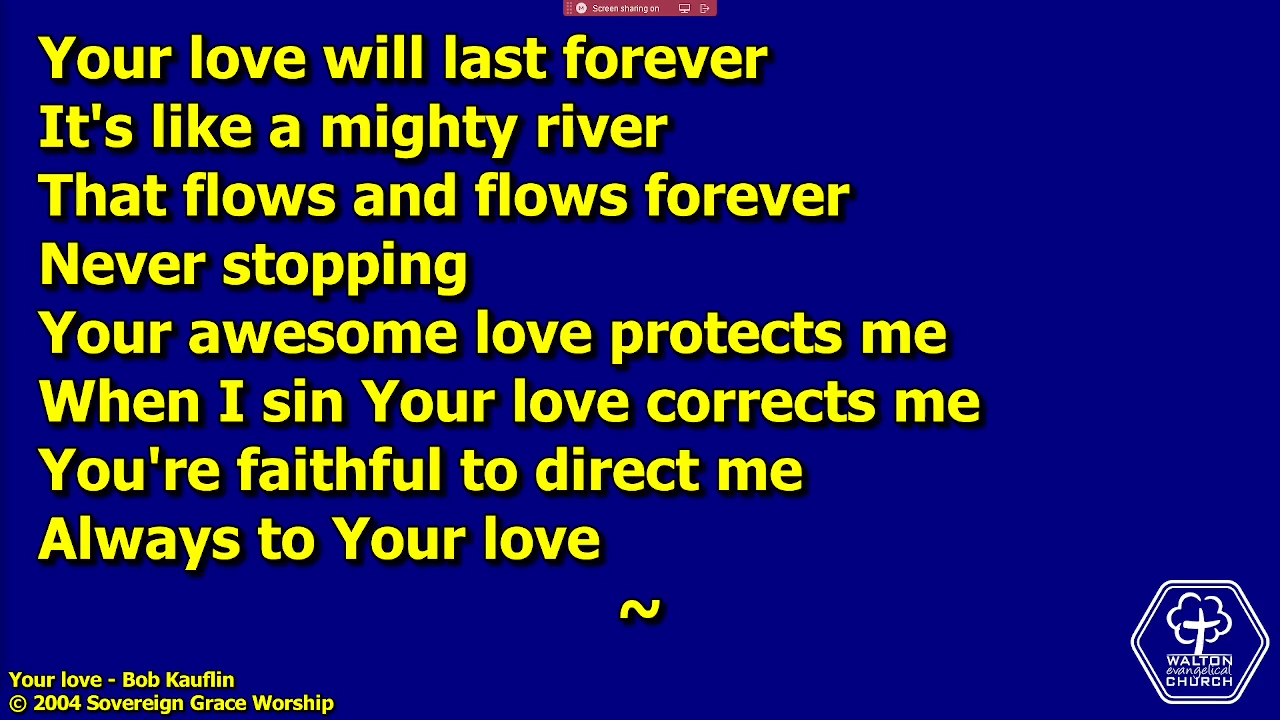 Screen sharing on
Your love will last forever
It's like a mighty river
That flows and flows forever
Never stopping
Your awesome love protects me
When I sin Your love corrects me
You're faithful to direct me
Always to Your love
~
Your love - Bob Kauflin
© 2004 Sovereign Grace Worship
WALTON
evangelical
CHURCH